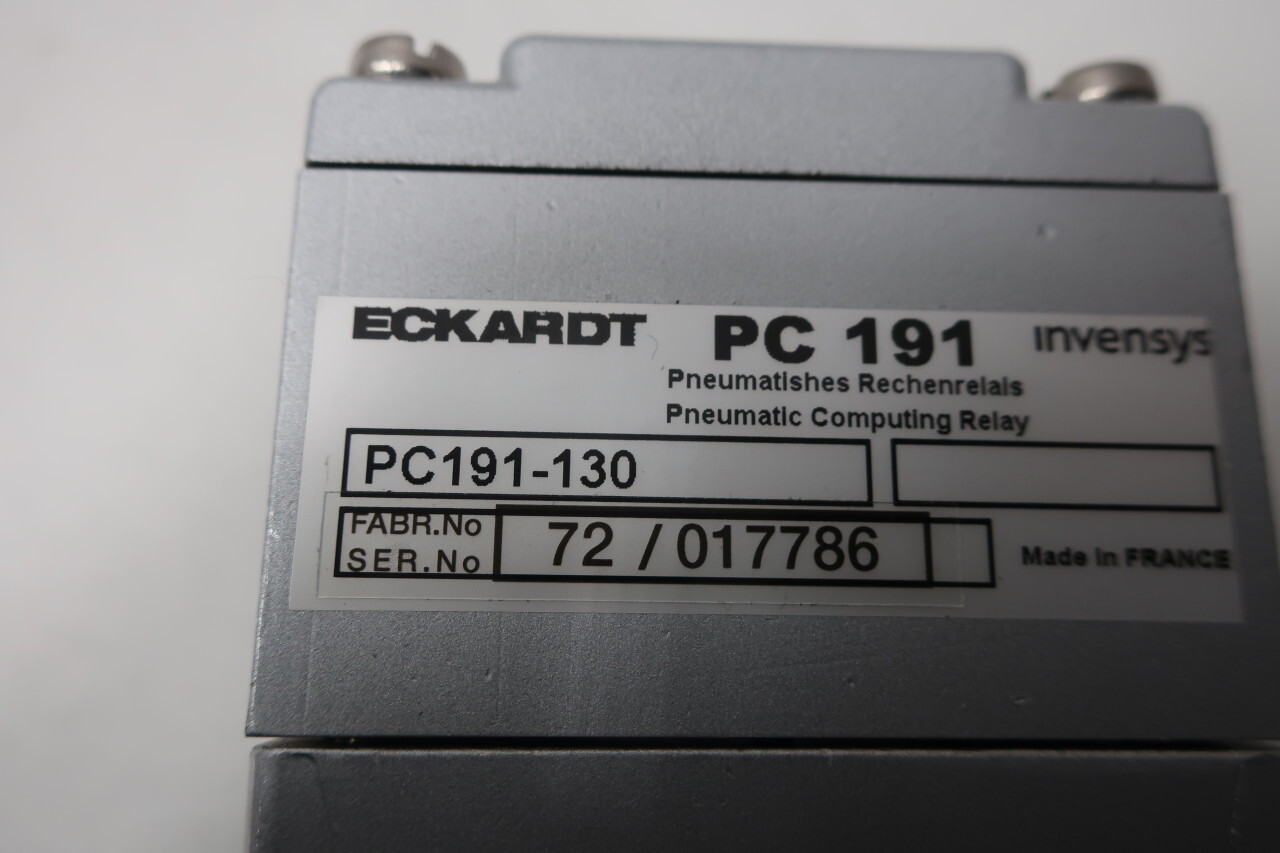 ECKARDT PC 191 invensys
Pneumatishes Rechenrelais
Pneumatic Computing Relay
PC191-130
FABR.No
SER.No 72 / 017786
Made in FRANCE